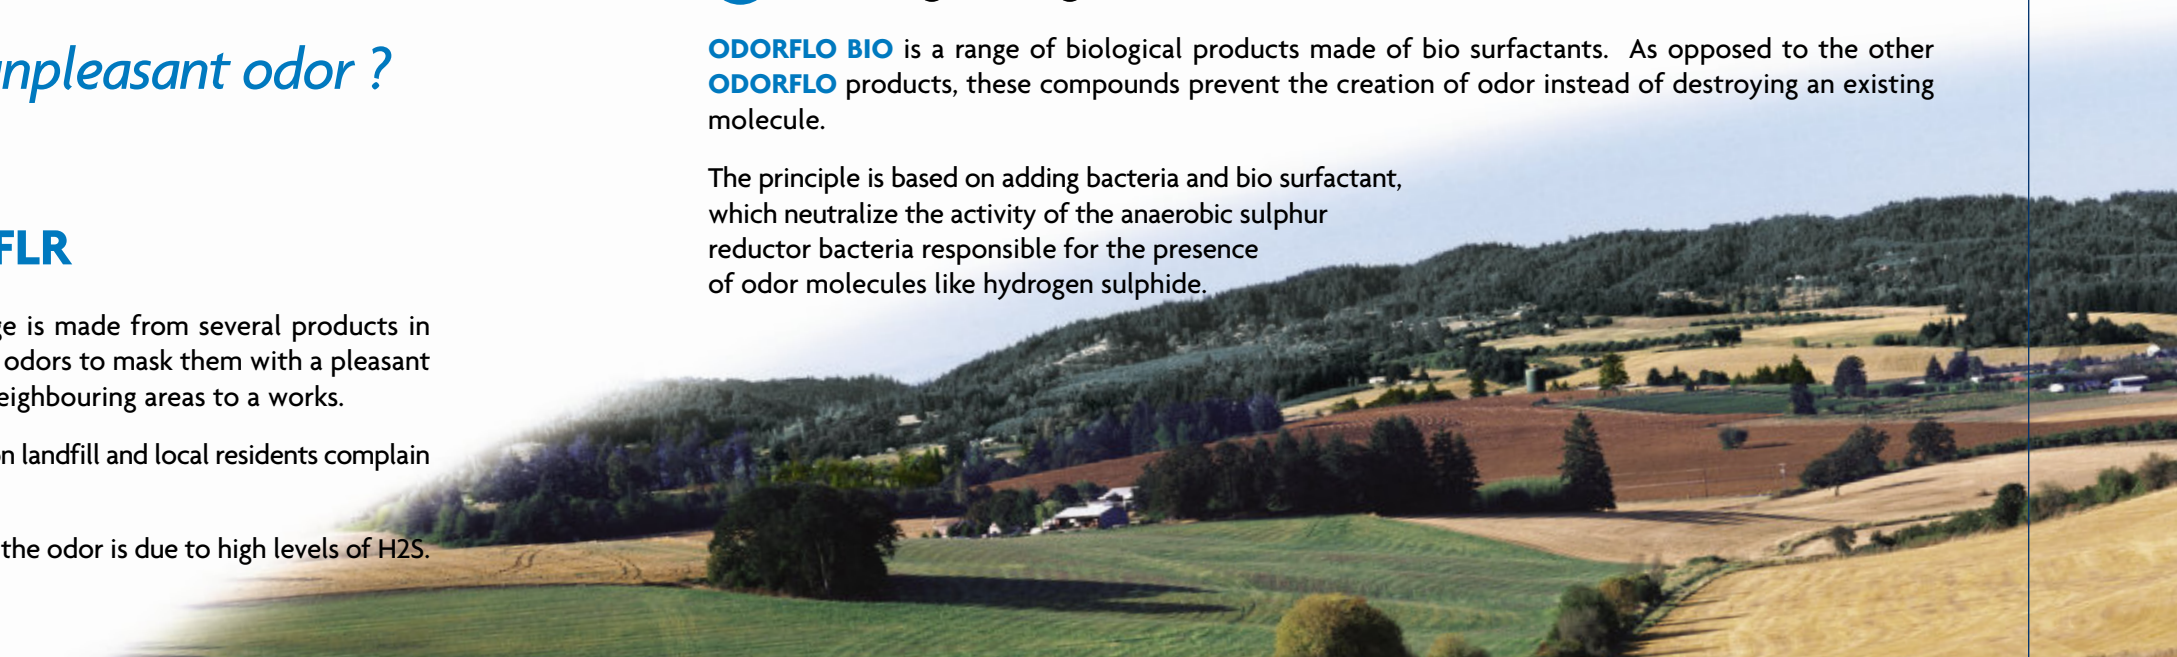 odor ?
FLR
is made from several products in
odors to mask them with a pleasant
areas to a works.
landfill and local residents complain
the odor is due to high levels of H2S.
ODORFLO BIO is a range of biological products made of bio surfactants. As opposed to the other
ODORFLO products, these compounds prevent the creation of odor instead of destroying an existing
molecule.
The principle is based on adding bacteria and bio surfactant,
which neutralize the activity of the anaerobic sulphur
reductor bacteria responsible for the presence
of odor molecules like hydrogen sulphide.